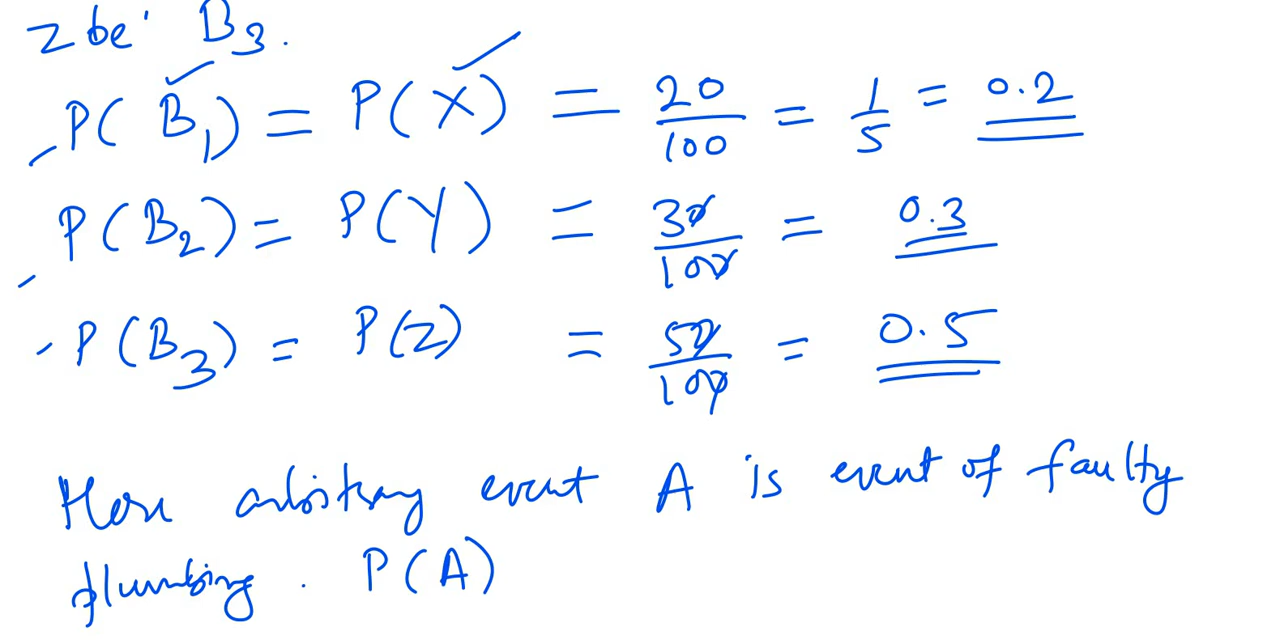 Z be B3.
P(B1) = P(X) = 20/100 = 1/5 = 0.2
P(B2) = P(Y) = 30/100 = 0.3
P(B3) = P(Z) = 50/100 = 0.5
Here arbitrary event A is event of faulty
plumbing. P(A)